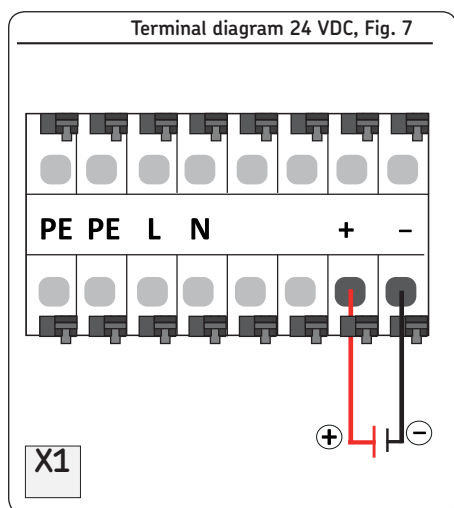 Terminal diagram 24 VDC, Fig. 7
PE PE L N + –
+ –
X1